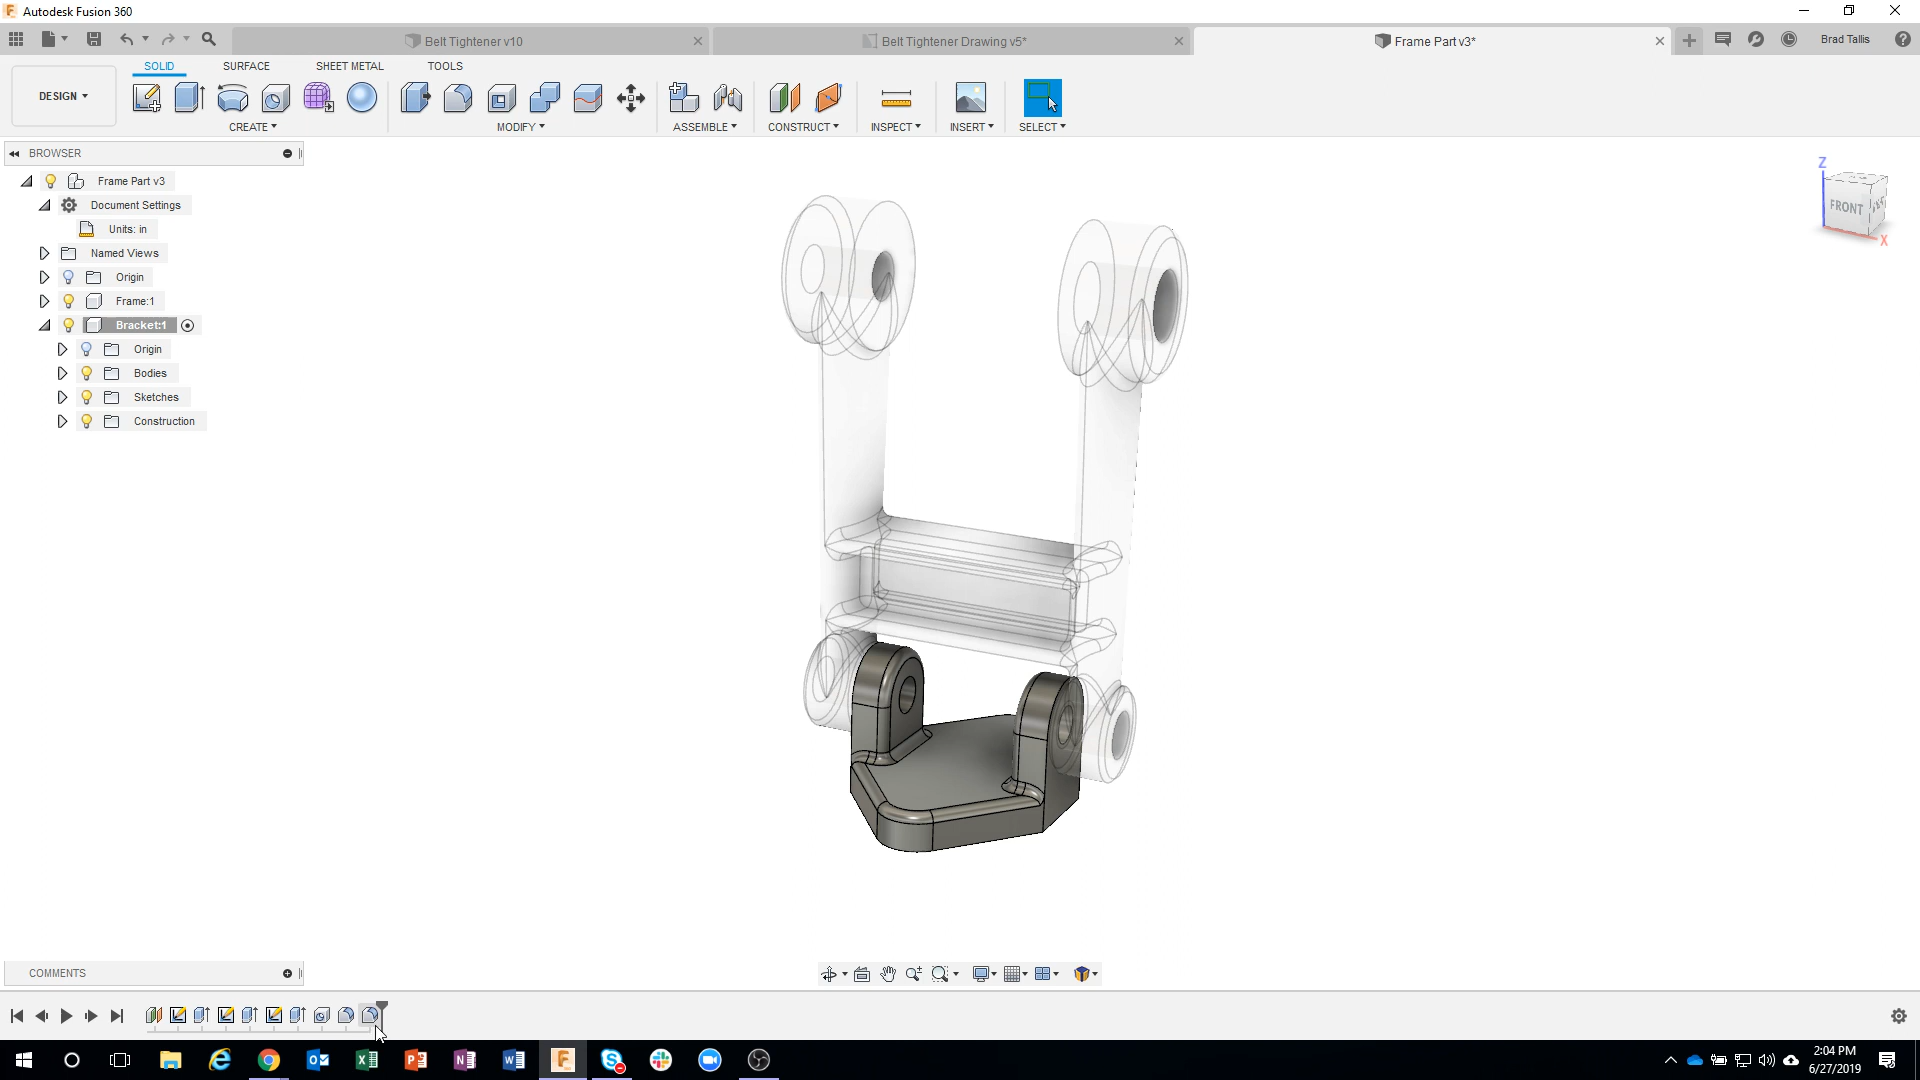 Autodesk Fusion 360
Belt Tightener v10
Belt Tightener Drawing v5*
Frame Part v3*
Brad Tallis
DESIGN
SOLID
SURFACE
SHEET METAL
TOOLS
CREATE
MODIFY
ASSEMBLE
CONSTRUCT
INSPECT
INSERT
SELECT
BROWSER
Frame Part v3
Document Settings
Units: in
Named Views
Origin
Frame:1
Bracket:1
Origin
Bodies
Sketches
Construction
Z
FRONT
X
COMMENTS
2:04 PM
6/27/2019